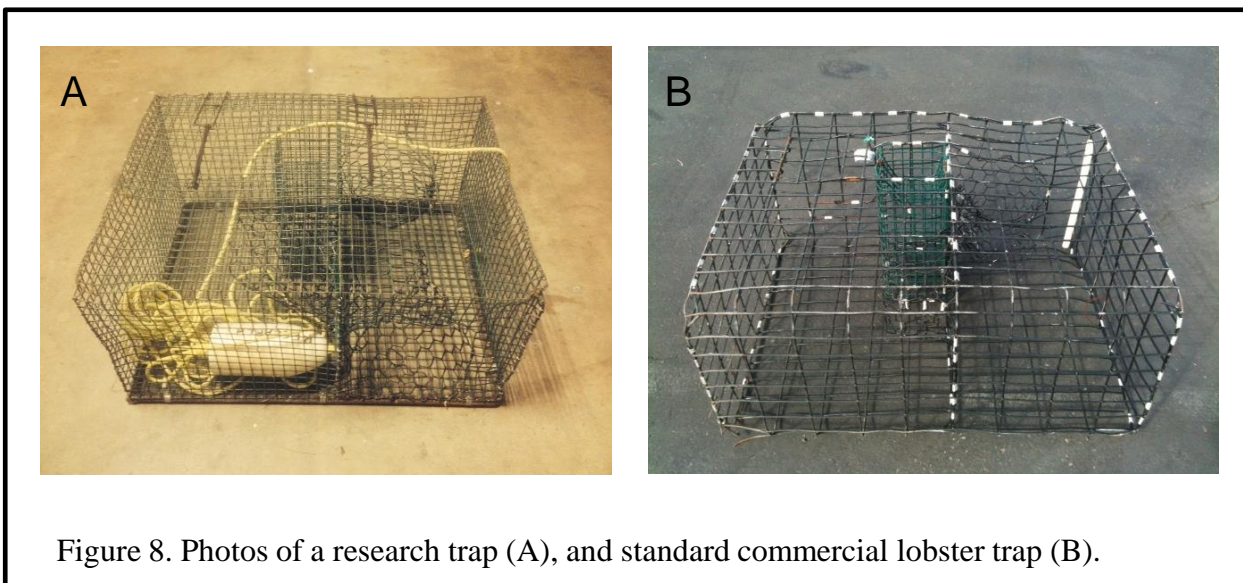 A
B
Figure 8. Photos of a research trap (A), and standard commercial lobster trap (B).